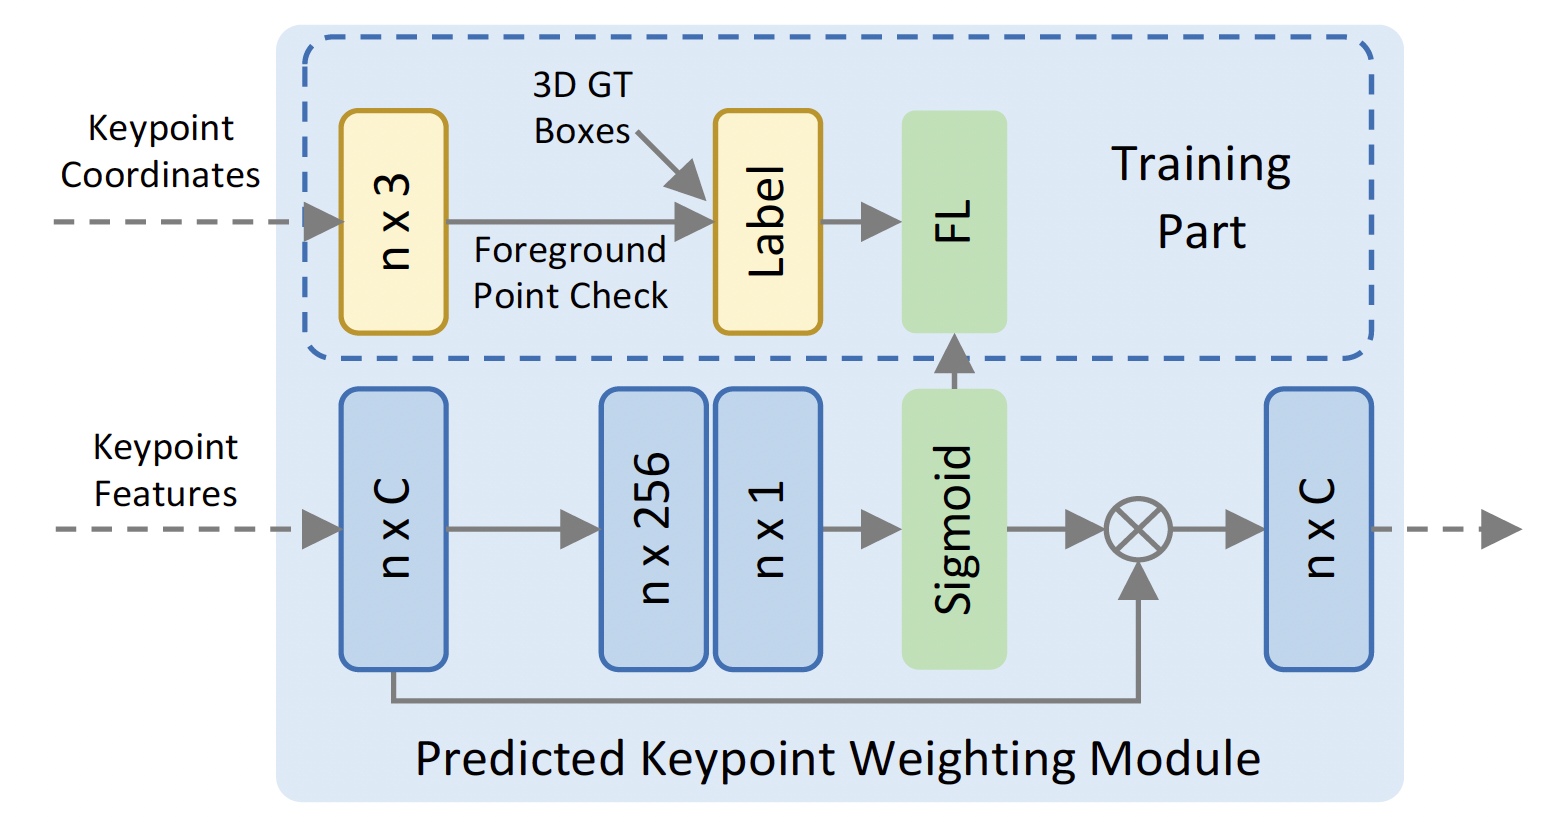 3D GT
Boxes
Keypoint
Coordinates
n x 3
Foreground
Point Check
Label
FL
Training
Part
Keypoint
Features
n x C
n x 256
n x 1
Sigmoid
n x C
Predicted Keypoint Weighting Module